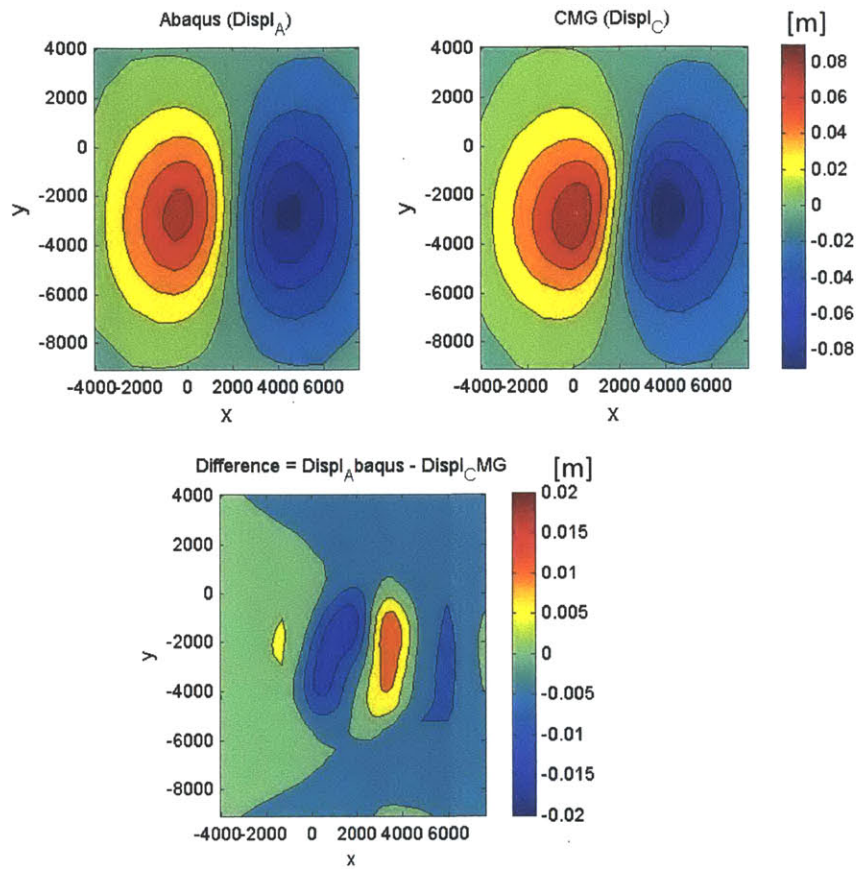 Abaqus (Displ_A)
CMG (Displ_C)
[m]
4000
2000
0
-2000
-4000
-6000
-8000
y
-4000-2000 0 2000 4000 6000
x
4000
2000
0
-2000
-4000
-6000
-8000
y
-4000-2000 0 2000 4000 6000
x
0.08
0.06
0.04
0.02
0
-0.02
-0.04
-0.06
-0.08
Difference = Displ_Abaqus - Displ_CMG
[m]
4000
2000
0
-2000
-4000
-6000
-8000
y
-4000-2000 0 2000 4000 6000
x
0.02
0.015
0.01
0.005
0
-0.005
-0.01
-0.015
-0.02